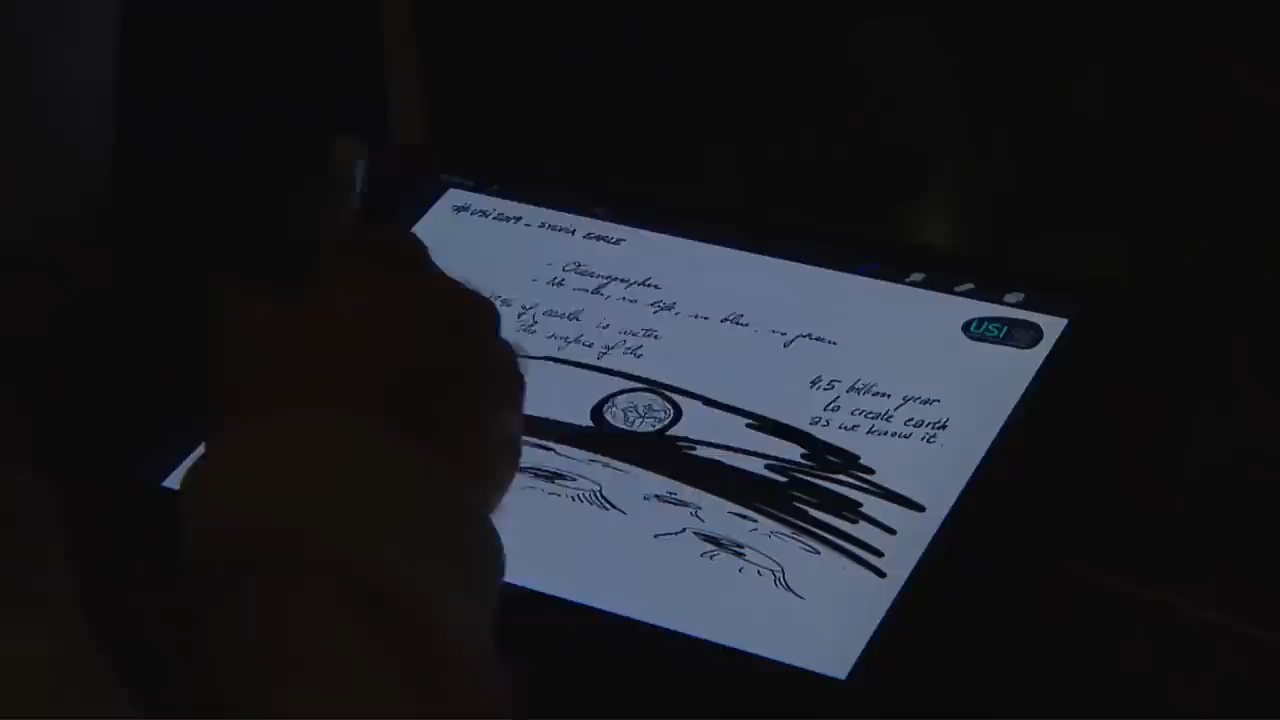 #USI2019 - SYLVIA EARLE
- Oceanographer
- No water, no life, no blue, no green
of earth is water
the surface of the
USI
4,5 billion year
to create earth
as we know it.